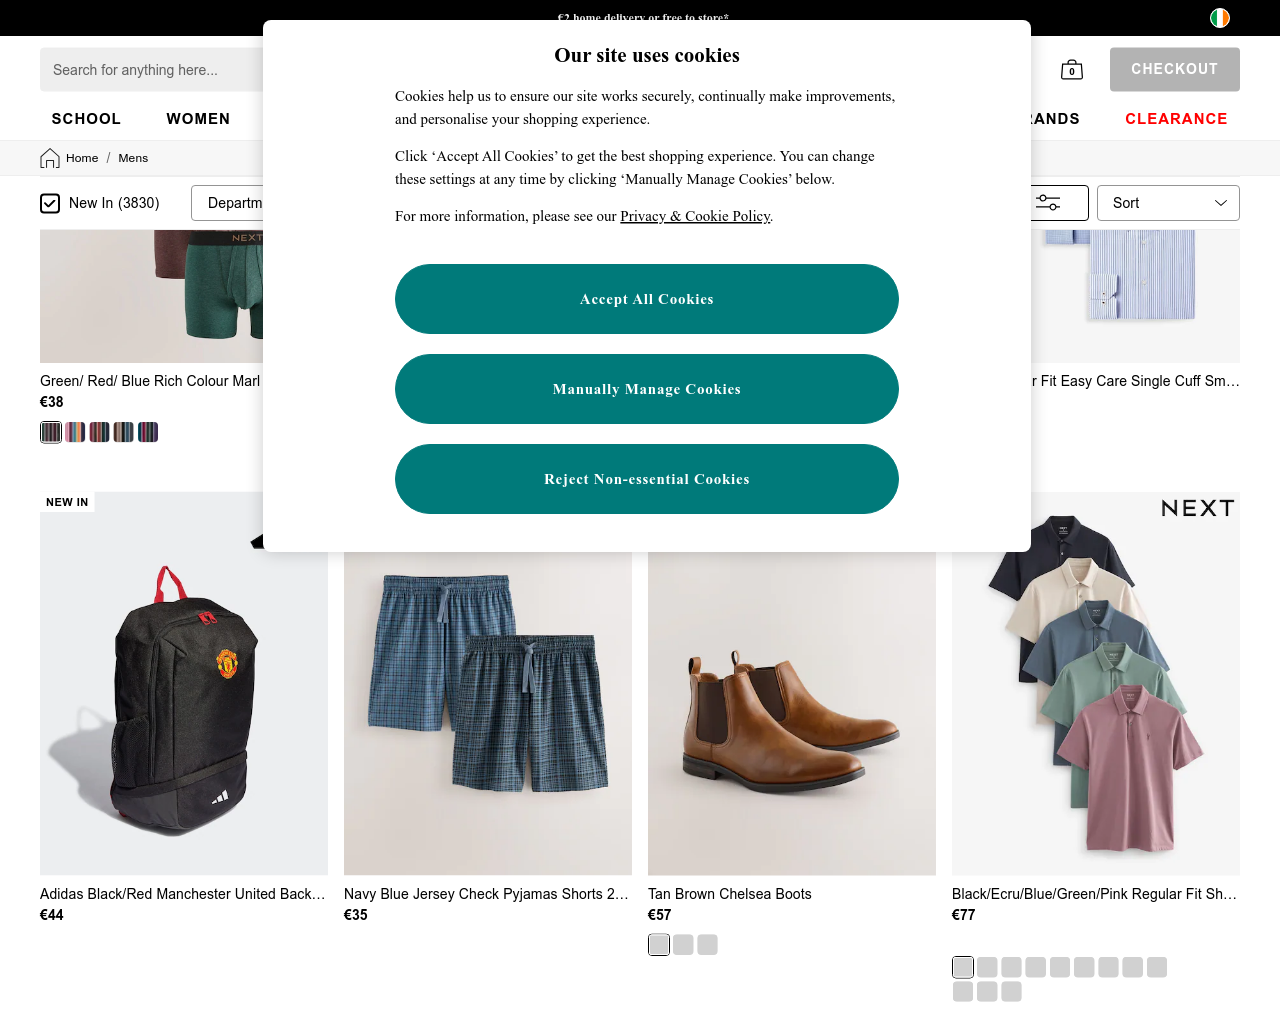 €2 home delivery or free to store*
Search for anything here...
0
CHECKOUT
SCHOOL
WOMEN
CLEARANCE
Home / Mens
New In (3830)
Sort
NEXT
Our site uses cookies
Cookies help us to ensure our site works securely, continually make improvements,
and personalise your shopping experience.
Click ‘Accept All Cookies’ to get the best shopping experience. You can change
these settings at any time by clicking ‘Manually Manage Cookies’ below.
For more information, please see our Privacy & Cookie Policy.
Accept All Cookies
Manually Manage Cookies
Reject Non-essential Cookies
Green/ Red/ Blue Rich Colour Marl
€38
Fit Easy Care Single Cuff Sm...
NEW IN
NEXT
Adidas Black/Red Manchester United Back...
€44
Navy Blue Jersey Check Pyjamas Shorts 2...
€35
Tan Brown Chelsea Boots
€57
Black/Ecru/Blue/Green/Pink Regular Fit Sh...
€77